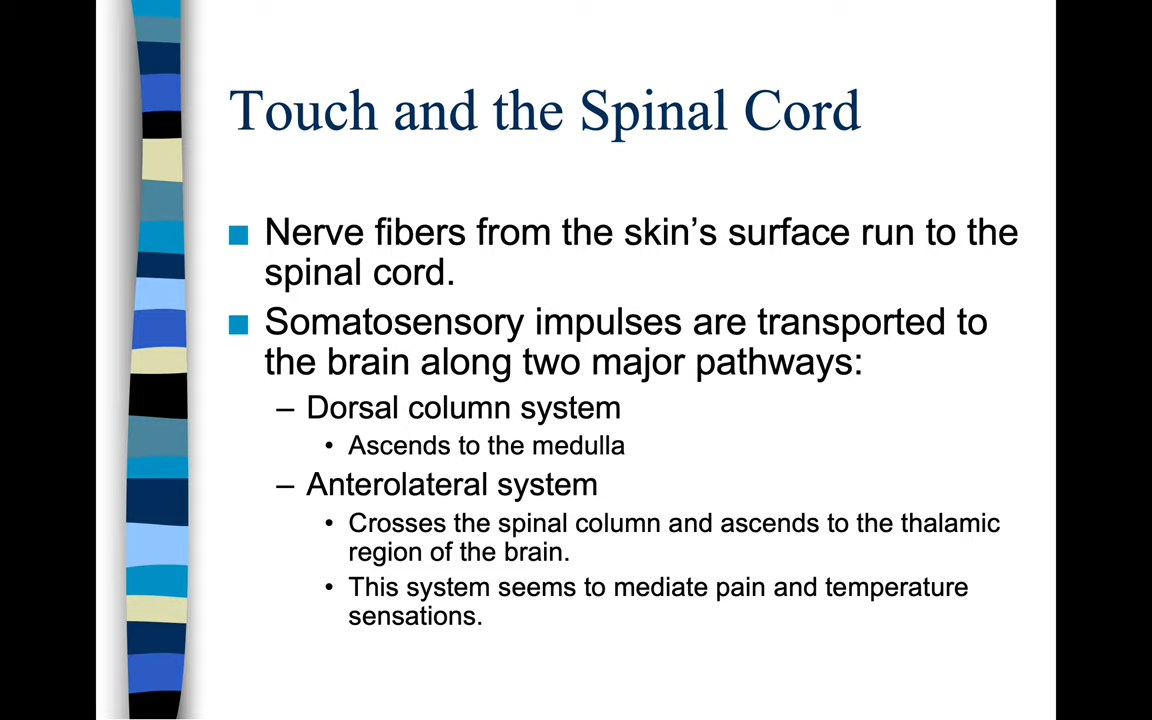 Touch and the Spinal Cord
■ Nerve fibers from the skin’s surface run to the
spinal cord.
■ Somatosensory impulses are transported to
the brain along two major pathways:
– Dorsal column system
• Ascends to the medulla
– Anterolateral system
• Crosses the spinal column and ascends to the thalamic
region of the brain.
• This system seems to mediate pain and temperature
sensations.